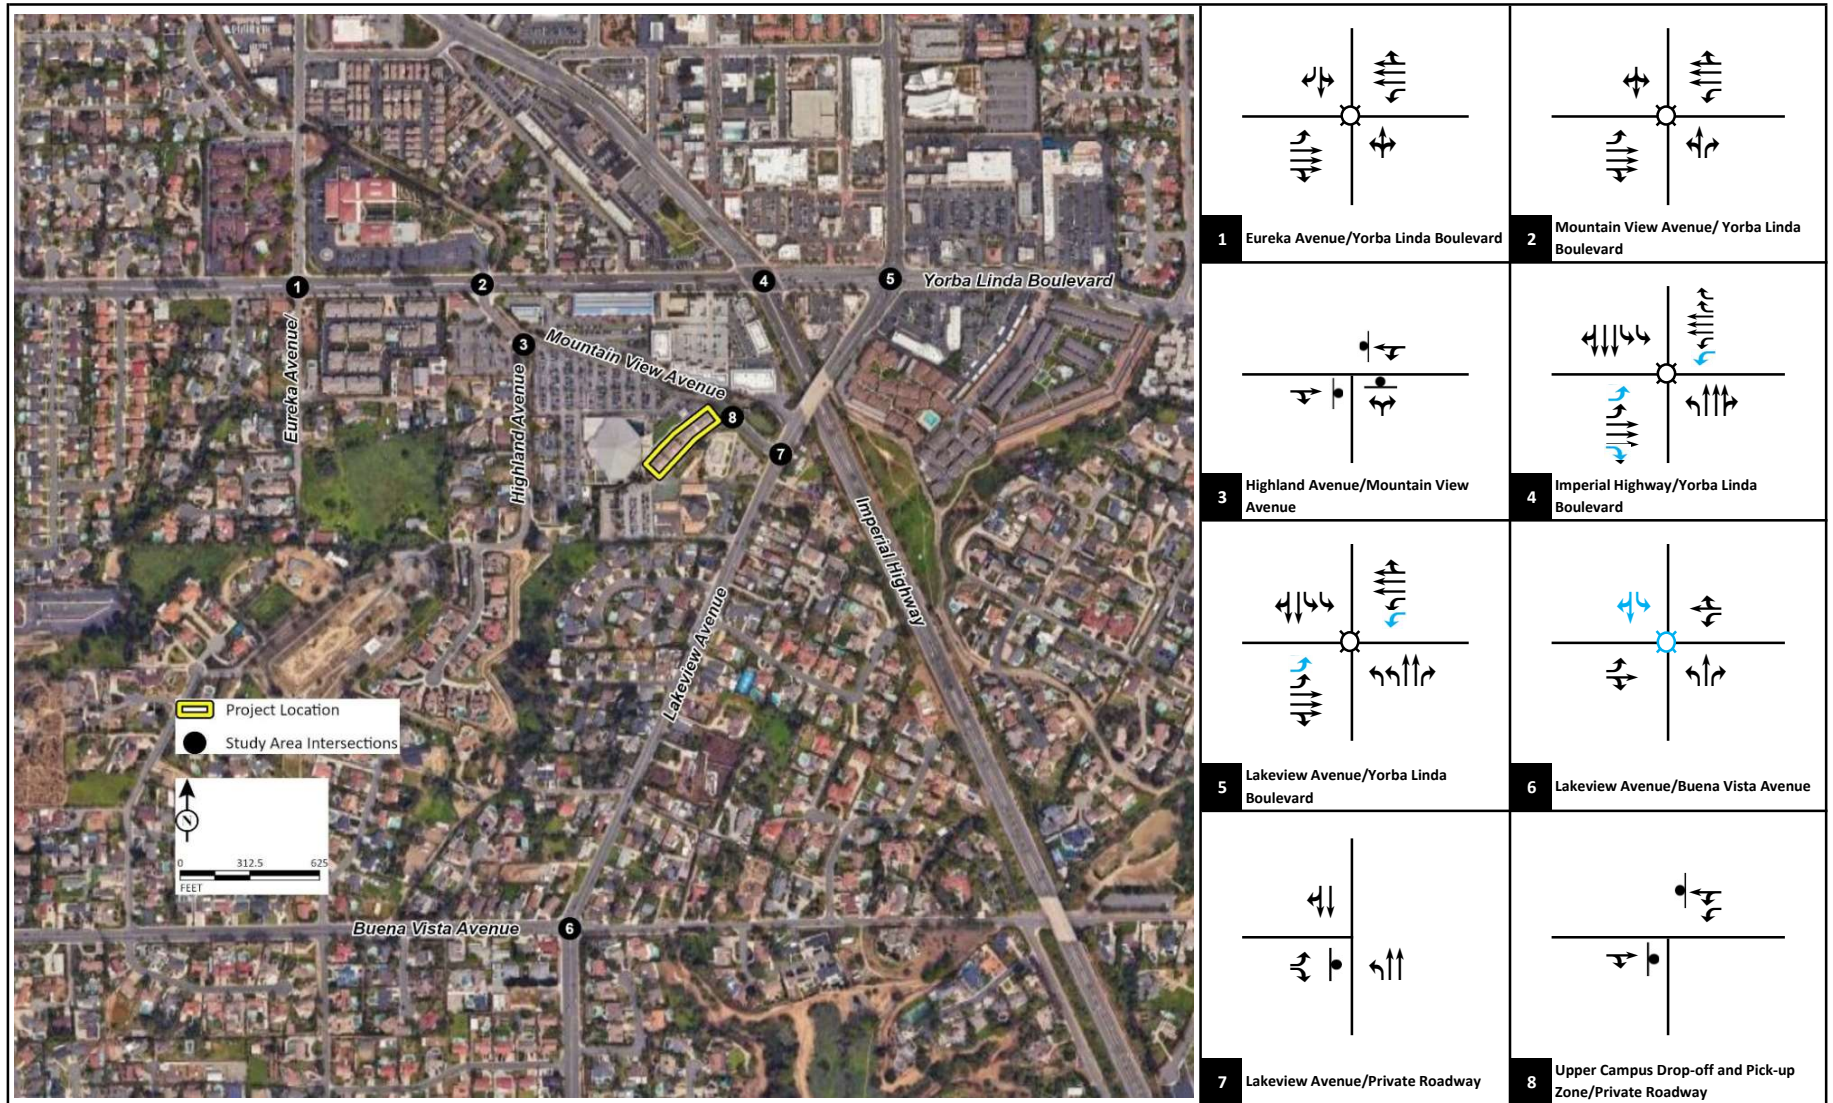 1
2
4
5
Yorba Linda Boulevard
3
Mountain View Avenue
Eureka Avenue/
Highland Avenue
8
7
Imperial Highway
Lakeview Avenue
Project Location
Study Area Intersections
N
0 312.5 625
FEET
Buena Vista Avenue
6
1 Eureka Avenue/Yorba Linda Boulevard
2 Mountain View Avenue/ Yorba Linda
Boulevard
3 Highland Avenue/Mountain View
Avenue
4 Imperial Highway/Yorba Linda
Boulevard
5 Lakeview Avenue/Yorba Linda
Boulevard
6 Lakeview Avenue/Buena Vista Avenue
7 Lakeview Avenue/Private Roadway
8 Upper Campus Drop-off and Pick-up
Zone/Private Roadway